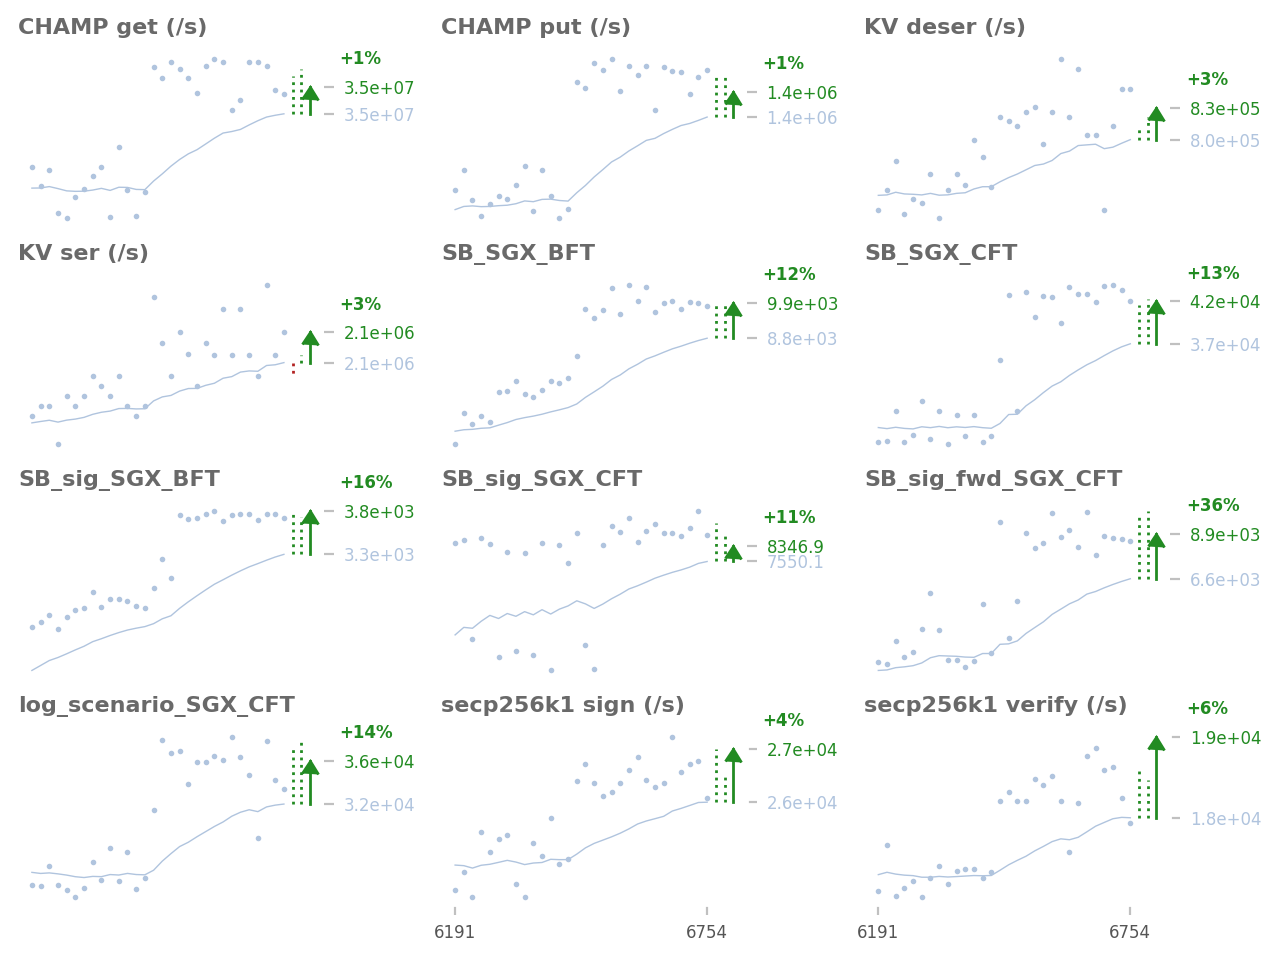 CHAMP get (/s)
+1%
3.5e+07
3.5e+07
CHAMP put (/s)
+1%
1.4e+06
1.4e+06
KV deser (/s)
+3%
8.3e+05
8.0e+05
KV ser (/s)
+3%
2.1e+06
2.1e+06
SB_SGX_BFT
+12%
9.9e+03
8.8e+03
SB_SGX_CFT
+13%
4.2e+04
3.7e+04
SB_sig_SGX_BFT
+16%
3.8e+03
3.3e+03
SB_sig_SGX_CFT
+11%
8346.9
7550.1
SB_sig_fwd_SGX_CFT
+36%
8.9e+03
6.6e+03
log_scenario_SGX_CFT
+14%
3.6e+04
3.2e+04
secp256k1 sign (/s)
+4%
2.7e+04
2.6e+04
6191 6754
secp256k1 verify (/s)
+6%
1.9e+04
1.8e+04
6191 6754